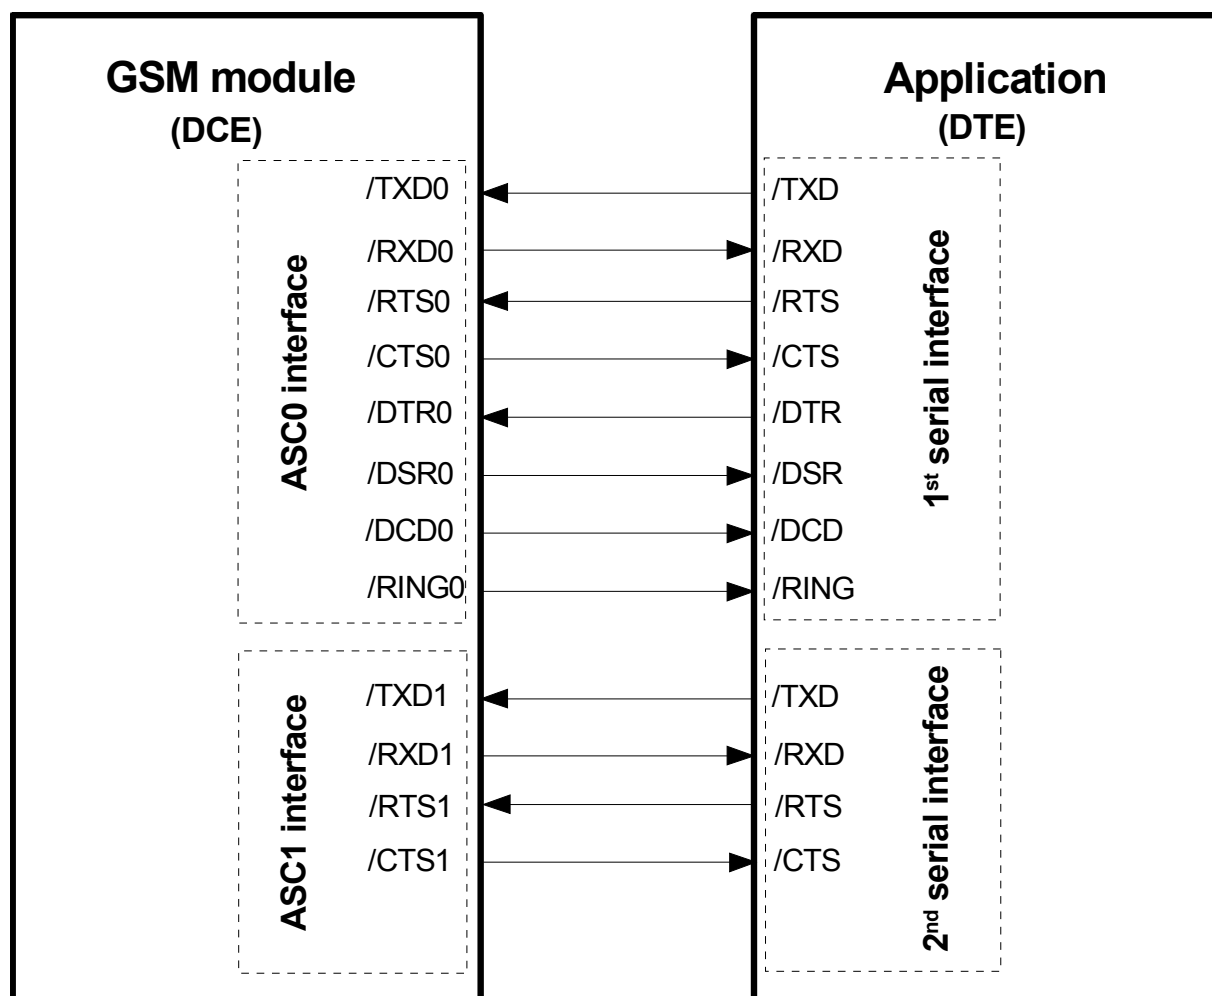 GSM module
(DCE)
ASC0 interface
/TXD0
/RXD0
/RTS0
/CTS0
/DTR0
/DSR0
/DCD0
/RING0
ASC1 interface
/TXD1
/RXD1
/RTS1
/CTS1
Application
(DTE)
/TXD
/RXD
/RTS
/CTS
/DTR
/DSR
/DCD
/RING
1st serial interface
/TXD
/RXD
/RTS
/CTS
2nd serial interface